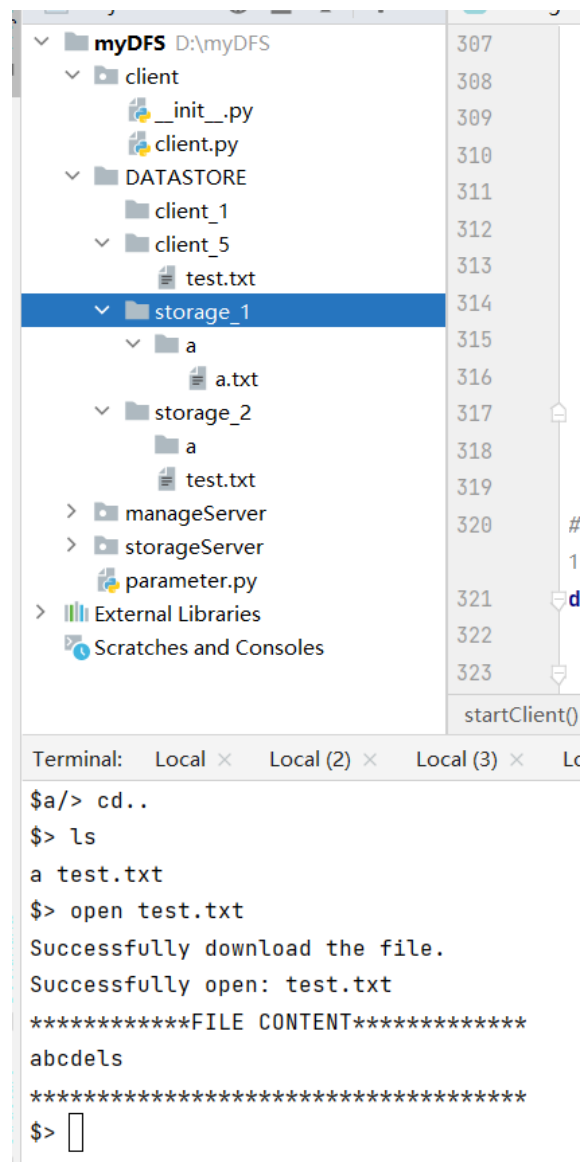 myDFS D:\myDFS
client
__init__.py
client.py
DATASTORE
client_1
client_5
test.txt
storage_1
a
a.txt
storage_2
a
test.txt
manageServer
storageServer
parameter.py
External Libraries
Scratches and Consoles
307
308
309
310
311
312
313
314
315
316
317
318
319
320 #
1
321 d
322
323
startClient()
Terminal: Local × Local (2) × Local (3) ×
$a/> cd..
$> ls
a test.txt
$> open test.txt
Successfully download the file.
Successfully open: test.txt
************FILE CONTENT*************
abcdels
*************************************
$>